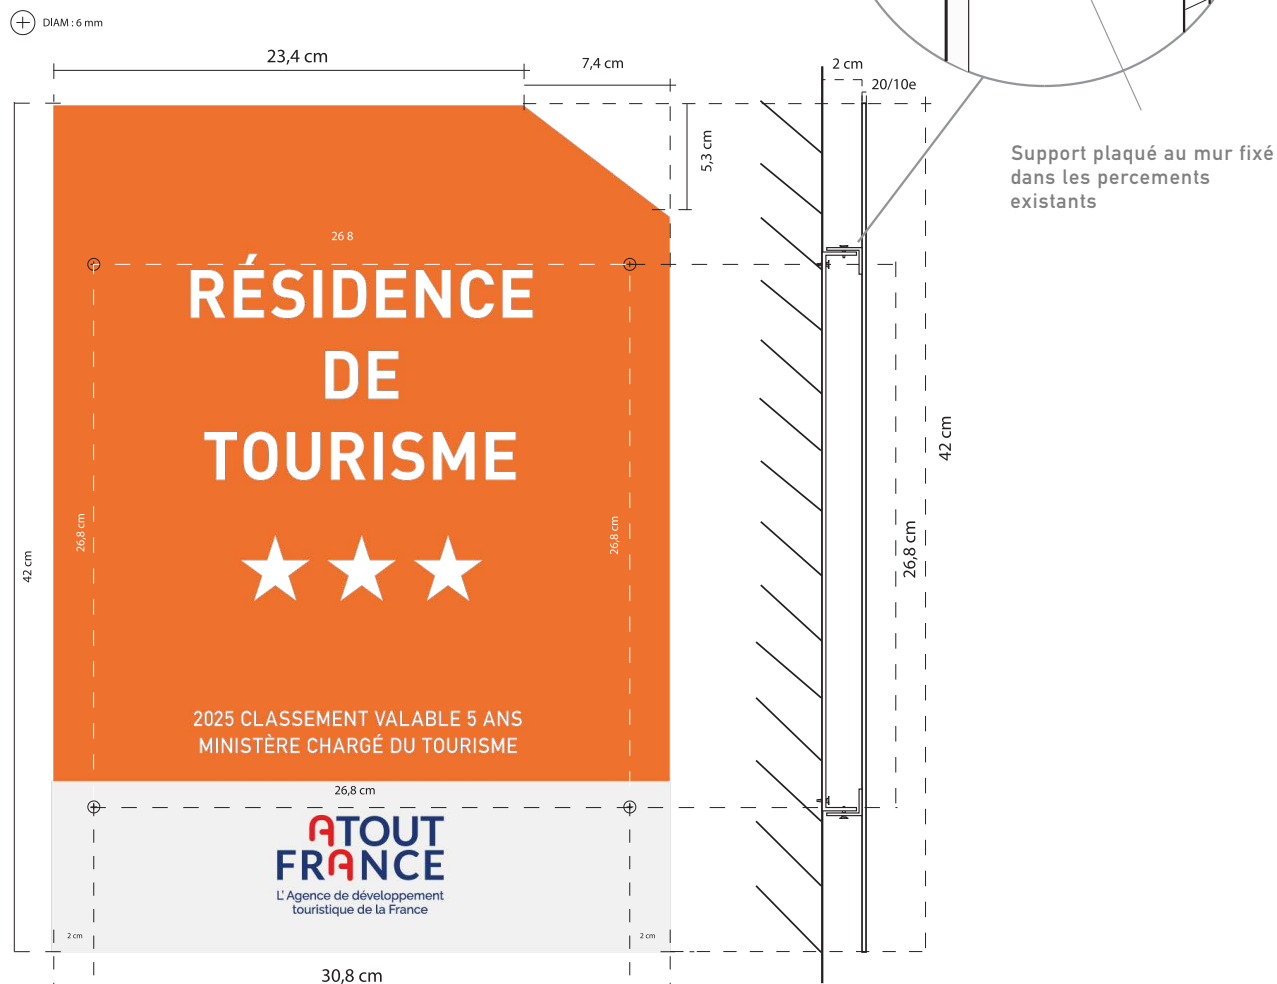 DIAM : 6 mm
23,4 cm
7,4 cm
2 cm
20/10e
5,3 cm
Support plaqué au mur fixé
dans les percements
existants
26 8
RÉSIDENCE
DE
TOURISME
26,8 cm
26,8 cm
42 cm
42 cm
26,8 cm
2025 CLASSEMENT VALABLE 5 ANS
MINISTÈRE CHARGÉ DU TOURISME
26,8 cm
ATOUT
FRANCE
L'Agence de développement
touristique de la France
2 cm
2 cm
30,8 cm